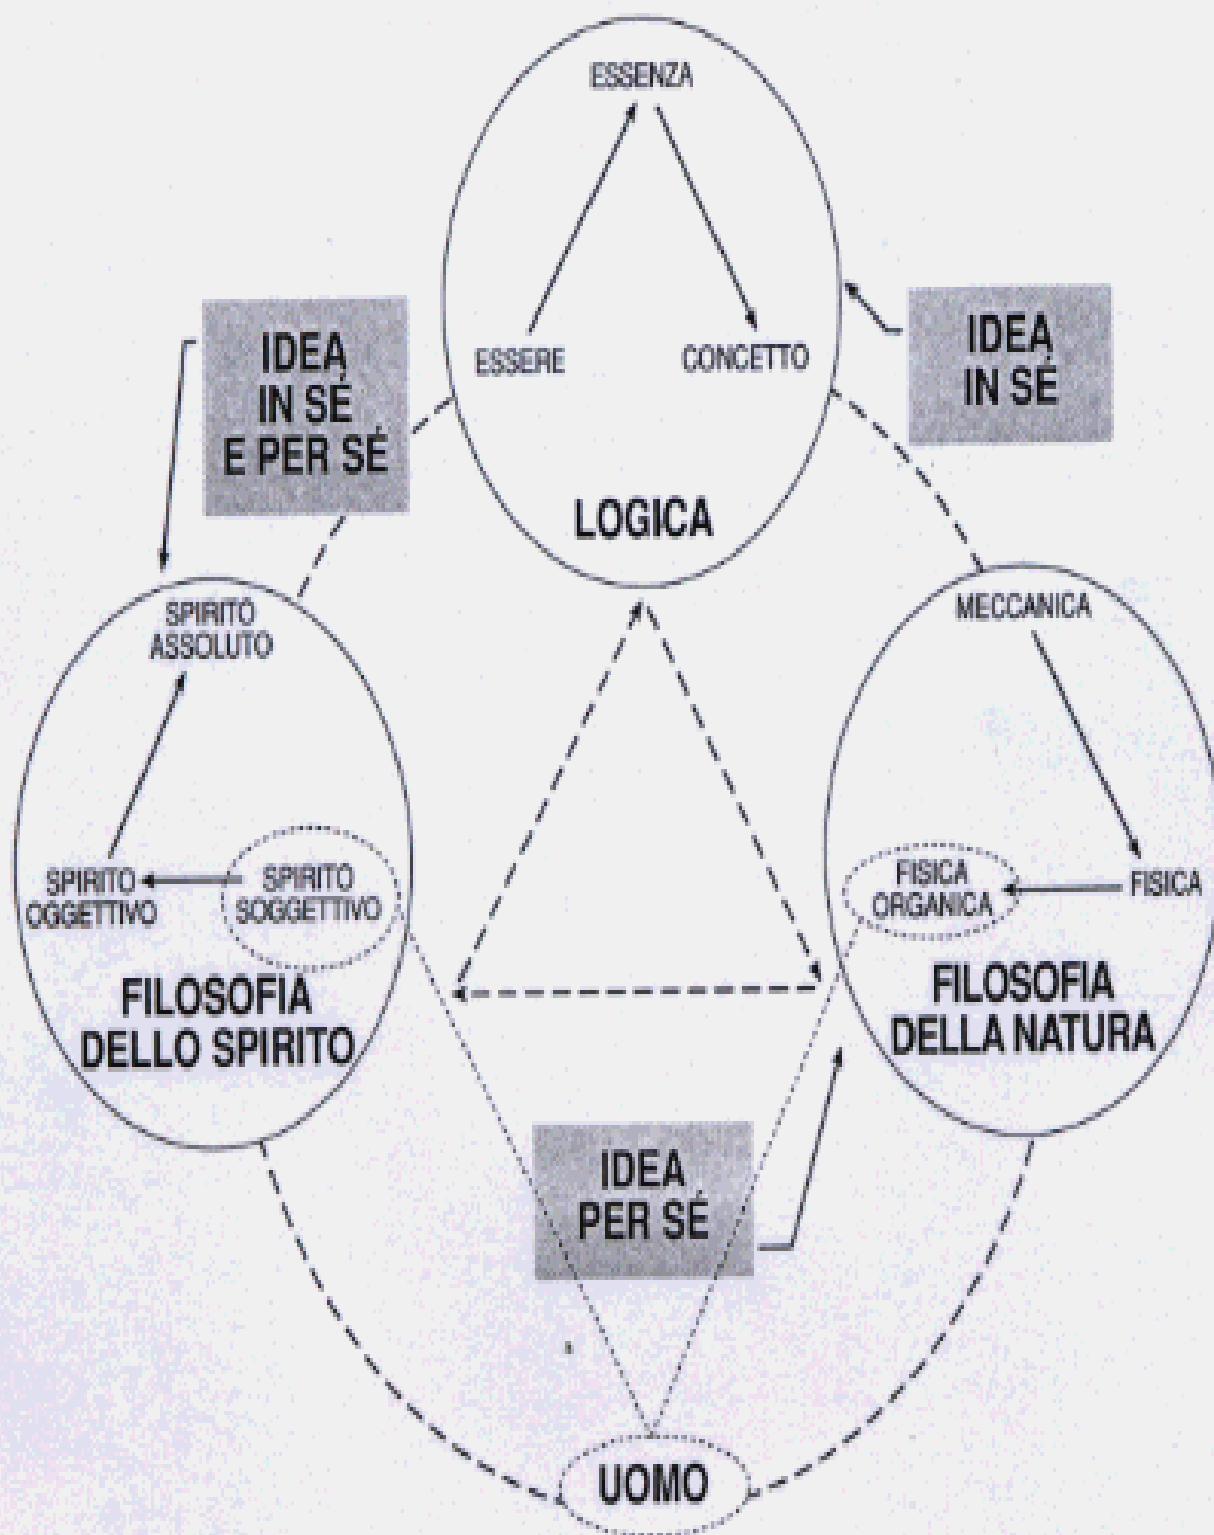 ESSENZA
ESSERE
CONCETTO
LOGICA
IDEA
IN SÉ
E PER SÉ
IDEA
IN SÉ
SPIRITO
ASSOLUTO
SPIRITO
OGGETTIVO
SPIRITO
SOGGETTIVO
FILOSOFIA
DELLO SPIRITO
MECCANICA
FISICA
ORGANICA
FISICA
FILOSOFIA
DELLA NATURA
IDEA
PER SÉ
UOMO